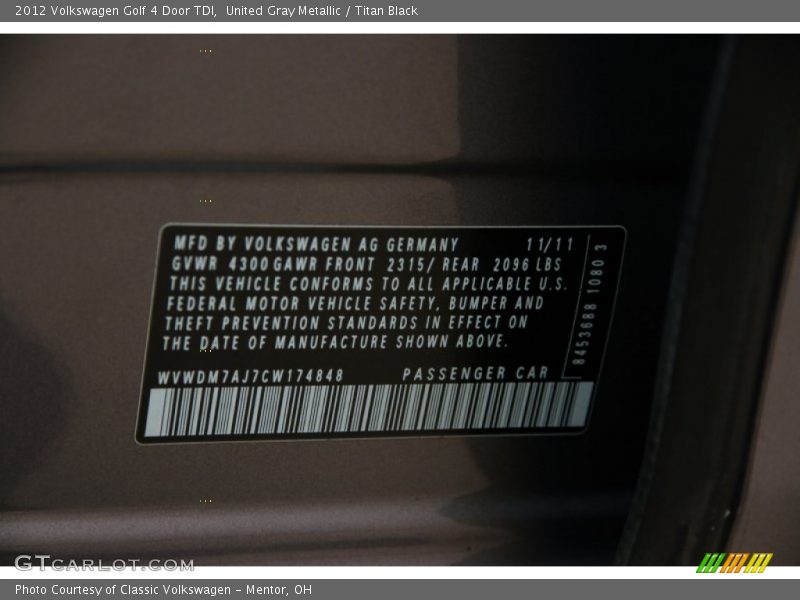 2012 Volkswagen Golf 4 Door TDI,  United Gray Metallic / Titan Black
MFD BY VOLKSWAGEN AG GERMANY 11/11
GVWR 4300 GAWR FRONT 2315/ REAR 2096 LBS
THIS VEHICLE CONFORMS TO ALL APPLICABLE U.S.
FEDERAL MOTOR VEHICLE SAFETY, BUMPER AND
THEFT PREVENTION STANDARDS IN EFFECT ON
THE DATE OF MANUFACTURE SHOWN ABOVE.
WVWDM7AJ7CW174848 PASSENGER CAR
8453688 1080 3
GTCARLOT.COM
Photo Courtesy of Classic Volkswagen - Mentor, OH